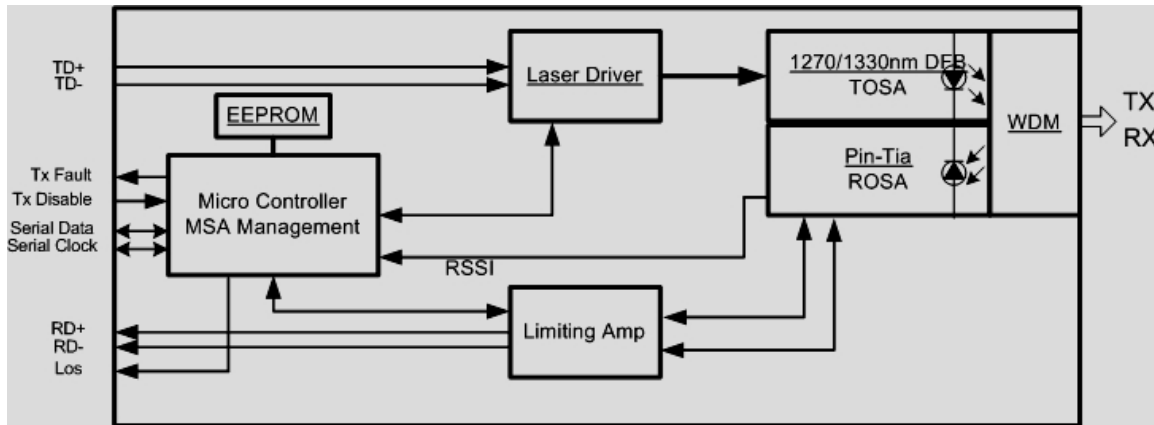 TD+
TD-
Laser Driver
1270/1330nm DFB
TOSA
WDM
TX
RX
EEPROM
Pin-Tia
ROSA
Tx Fault
Tx Disable
Serial Data
Serial Clock
Micro Controller
MSA Management
RSSI
Limiting Amp
RD+
RD-
Los